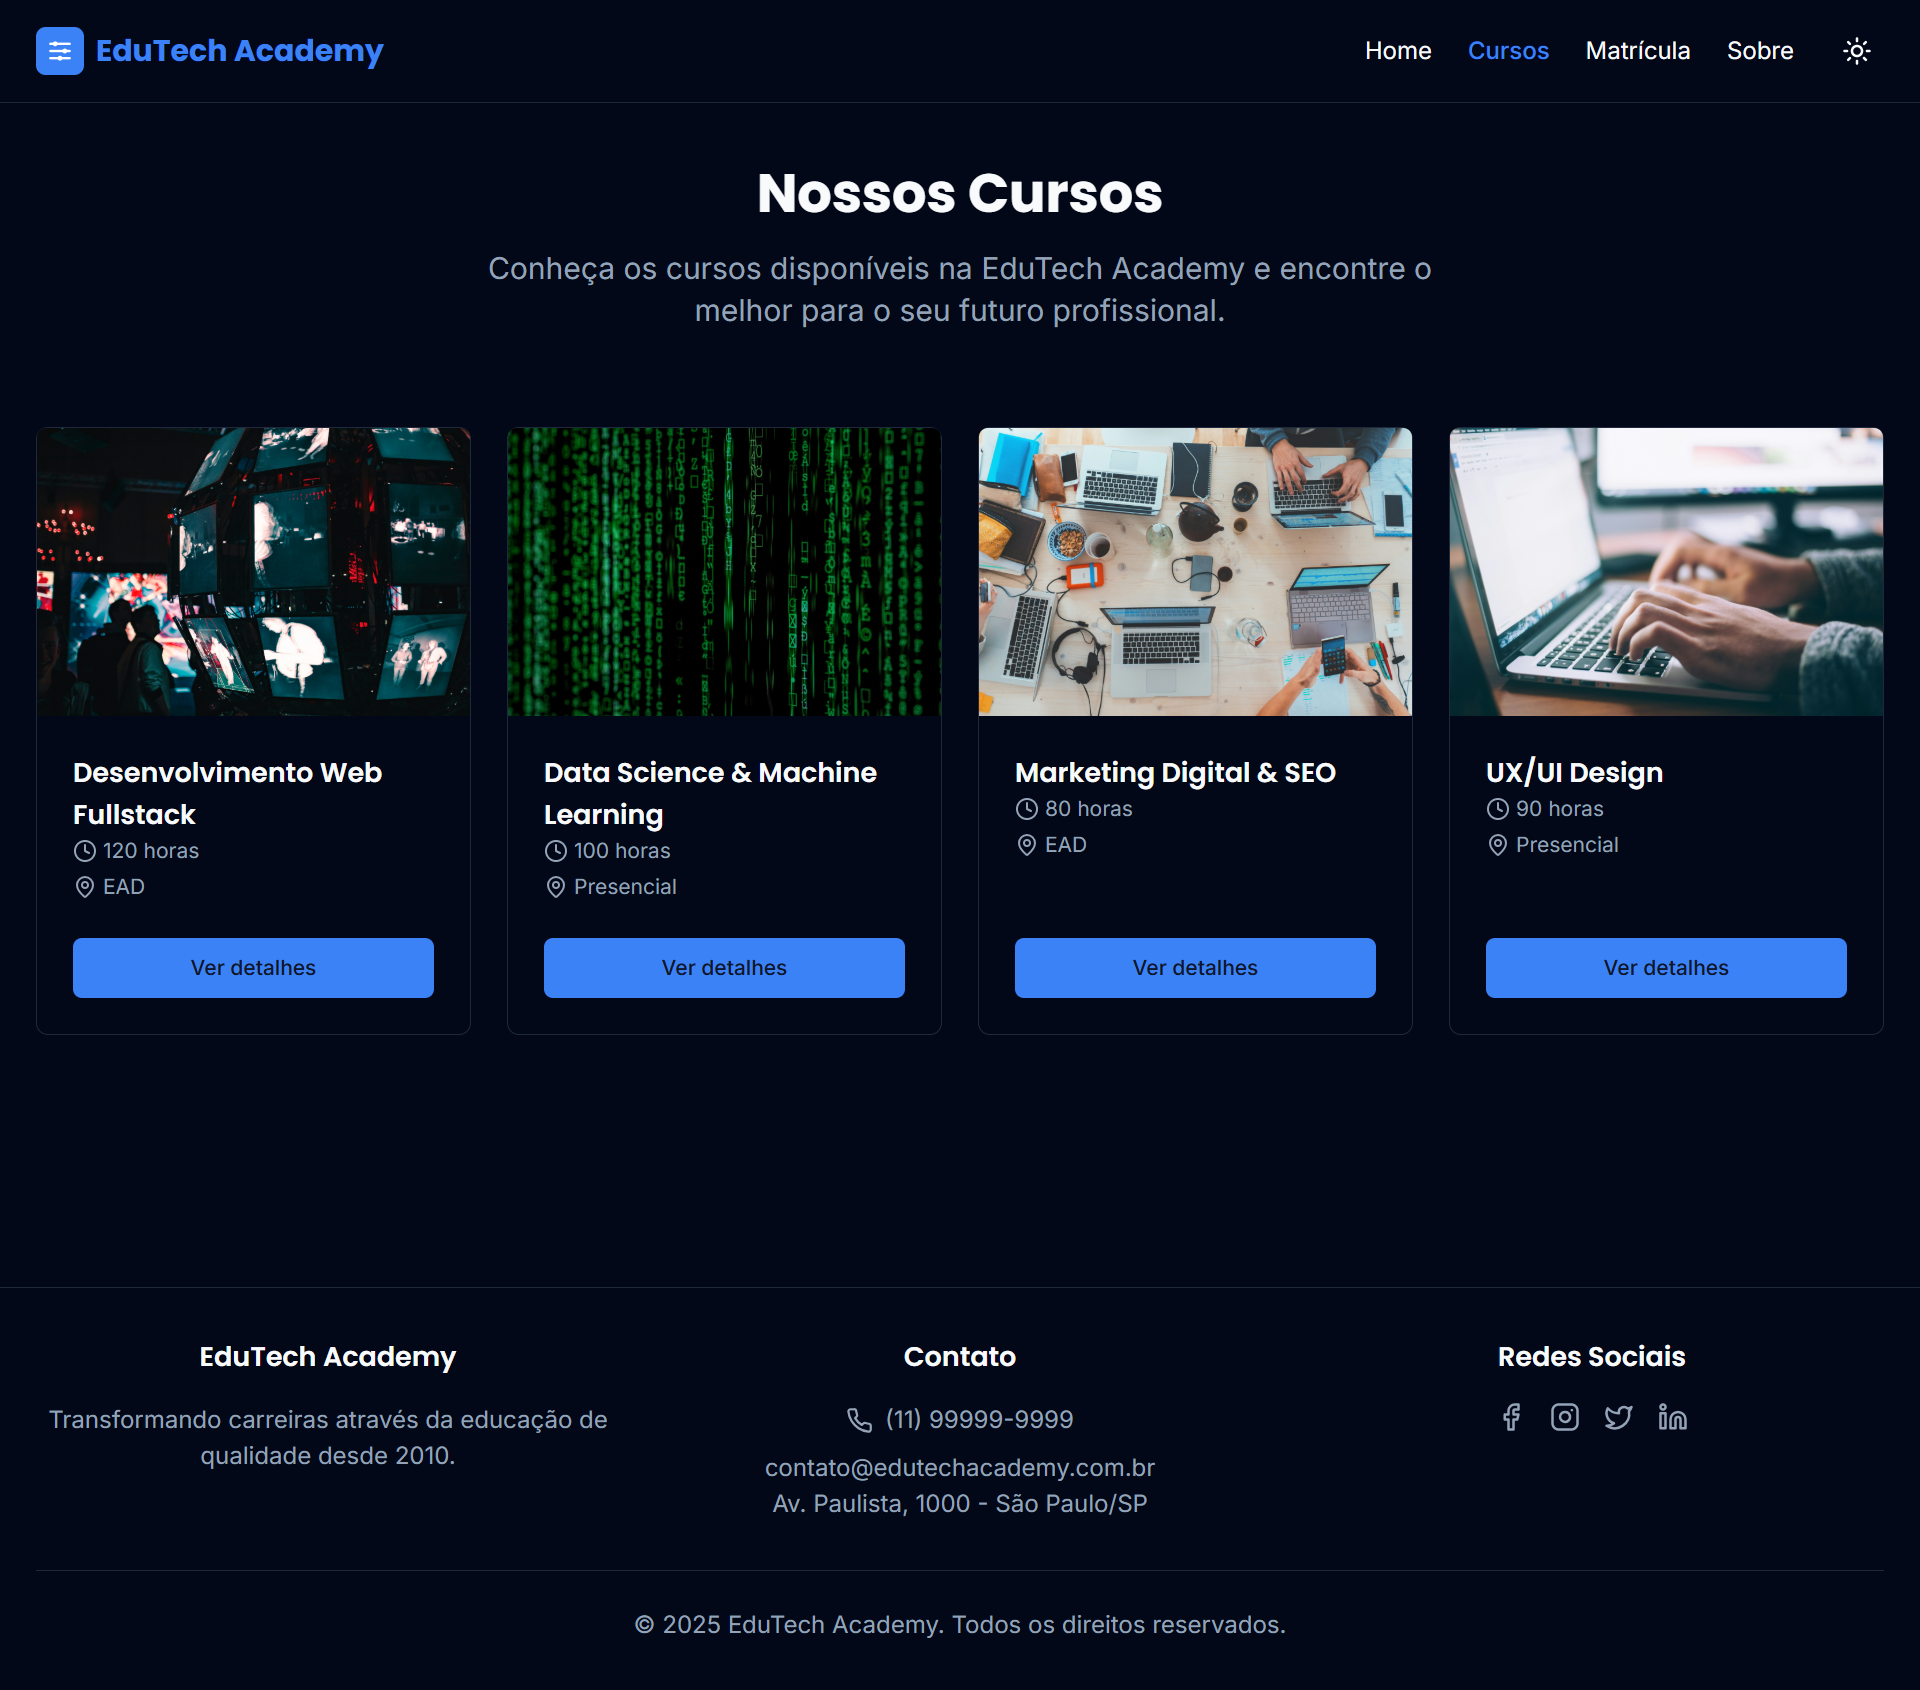 EduTech Academy
Home
Cursos
Matrícula
Sobre
Nossos Cursos
Conheça os cursos disponíveis na EduTech Academy e encontre o
melhor para o seu futuro profissional.
Desenvolvimento Web
Fullstack
120 horas
EAD
Ver detalhes
Data Science & Machine
Learning
100 horas
Presencial
Ver detalhes
Marketing Digital & SEO
80 horas
EAD
Ver detalhes
UX/UI Design
90 horas
Presencial
Ver detalhes
EduTech Academy
Transformando carreiras através da educação de
qualidade desde 2010.
Contato
(11) 99999-9999
contato@edutechacademy.com.br
Av. Paulista, 1000 - São Paulo/SP
Redes Sociais
© 2025 EduTech Academy. Todos os direitos reservados.